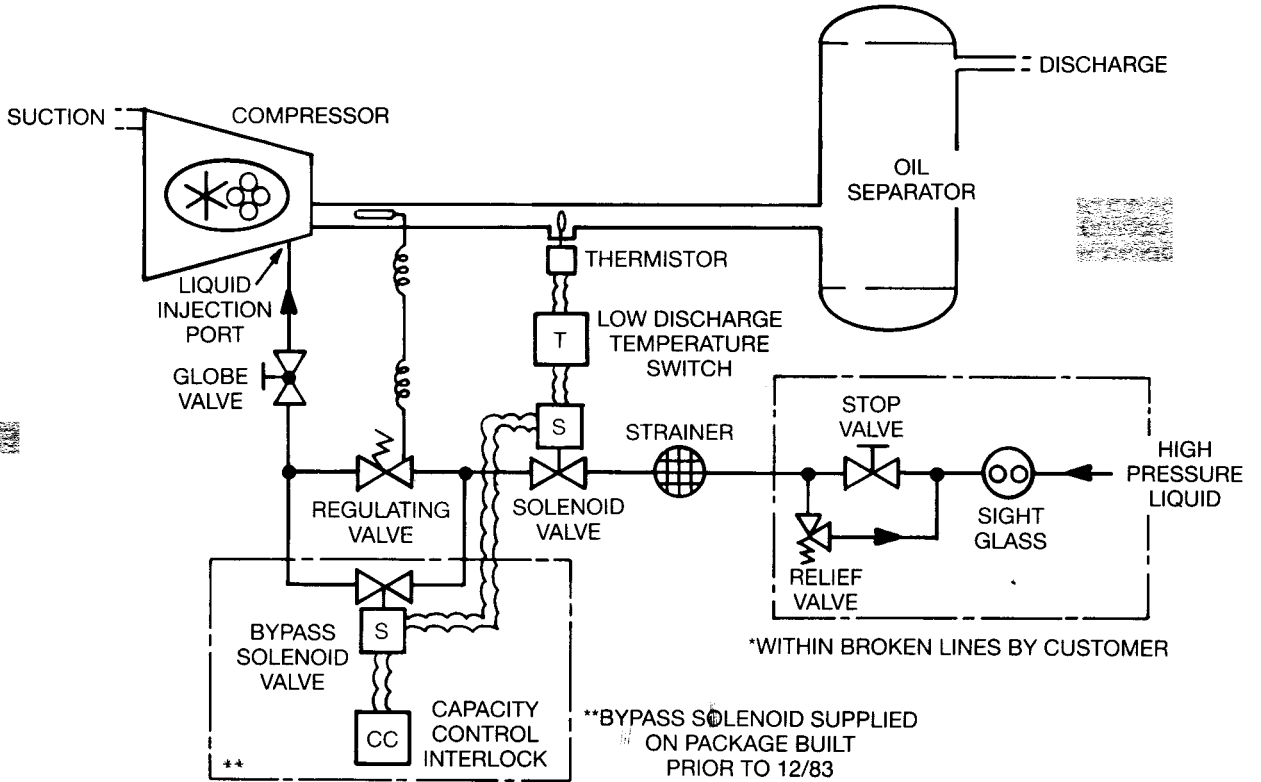 SUCTION
COMPRESSOR
DISCHARGE
OIL
SEPARATOR
THERMISTOR
LIQUID
INJECTION
PORT
LOW DISCHARGE
TEMPERATURE
SWITCH
T
GLOBE
VALVE
S
STRAINER
STOP
VALVE
HIGH
PRESSURE
LIQUID
REGULATING
VALVE
SOLENOID
VALVE
SIGHT
GLASS
RELIEF
VALVE
S
BYPASS
SOLENOID
VALVE
*WITHIN BROKEN LINES BY CUSTOMER
CC
CAPACITY
CONTROL
INTERLOCK
**
**BYPASS SOLENOID SUPPLIED
ON PACKAGE BUILT
PRIOR TO 12/83